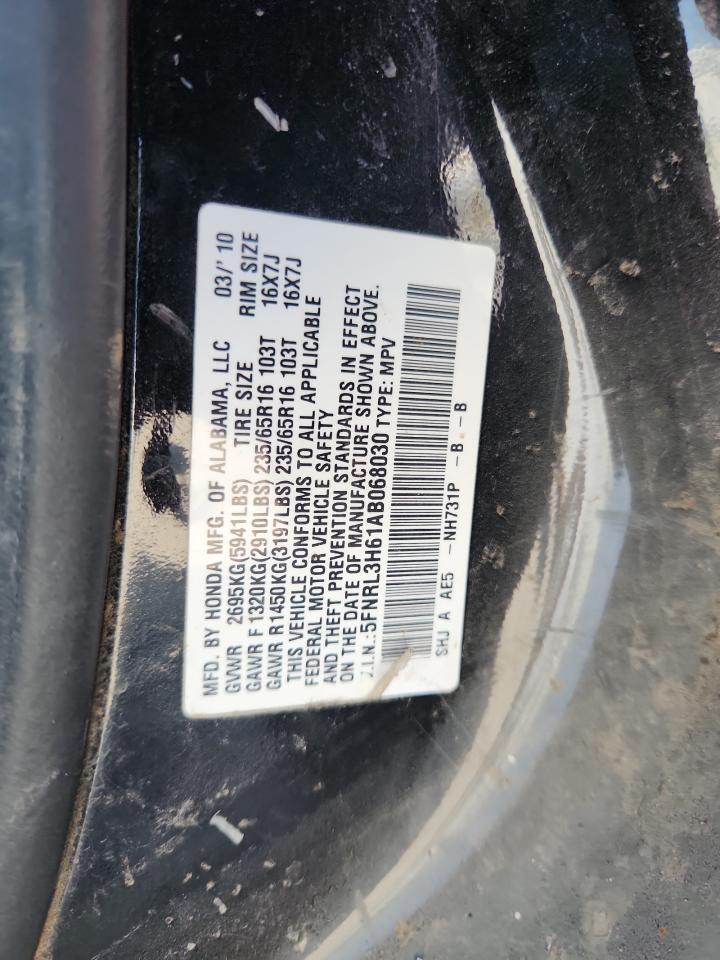 MFD. BY HONDA MFG. OF ALABAMA, LLC 03/'10
GVWR 2695KG(5941LBS) TIRE SIZE RIM SIZE
GAWR F 1320KG(2910LBS) 235/65R16 103T 16X7J
GAWR R1450KG(3197LBS) 235/65R16 103T 16X7J
THIS VEHICLE CONFORMS TO ALL APPLICABLE
FEDERAL MOTOR VEHICLE SAFETY
AND THEFT PREVENTION STANDARDS IN EFFECT
ON THE DATE OF MANUFACTURE SHOWN ABOVE.
V.I.N.:5FNRL3H61AB068030 TYPE: MPV
SHJ A AE5 -NH731P -B -B